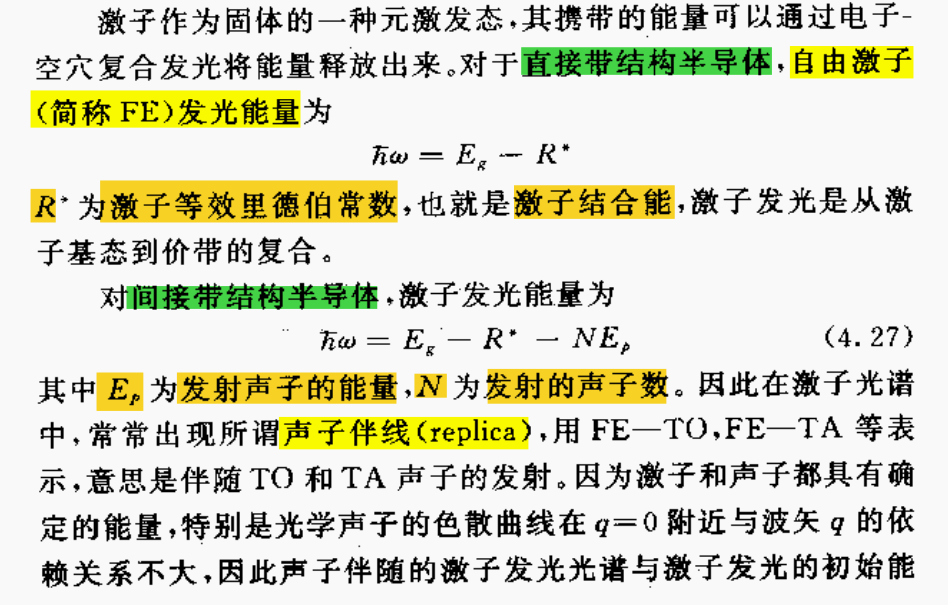 激子作为固体的一种元激发态,其携带的能量可以通过电子-
空穴复合发光将能量释放出来。对于直接带结构半导体,自由激子
(简称 FE)发光能量为
ħω = E_g — R*
R* 为激子等效里德伯常数,也就是激子结合能,激子发光是从激
子基态到价带的复合。
对间接带结构半导体,激子发光能量为
ħω = E_g — R* — NE_p (4.27)
其中 E_p 为发射声子的能量,N 为发射的声子数。因此在激子光谱
中,常常出现所谓声子伴线(replica),用 FE—TO,FE—TA 等表
示,意思是伴随 TO 和 TA 声子的发射。因为激子和声子都具有确
定的能量,特别是光学声子的色散曲线在 q=0 附近与波矢 q 的依
赖关系不大,因此声子伴随的激子发光光谱与激子发光的初始能